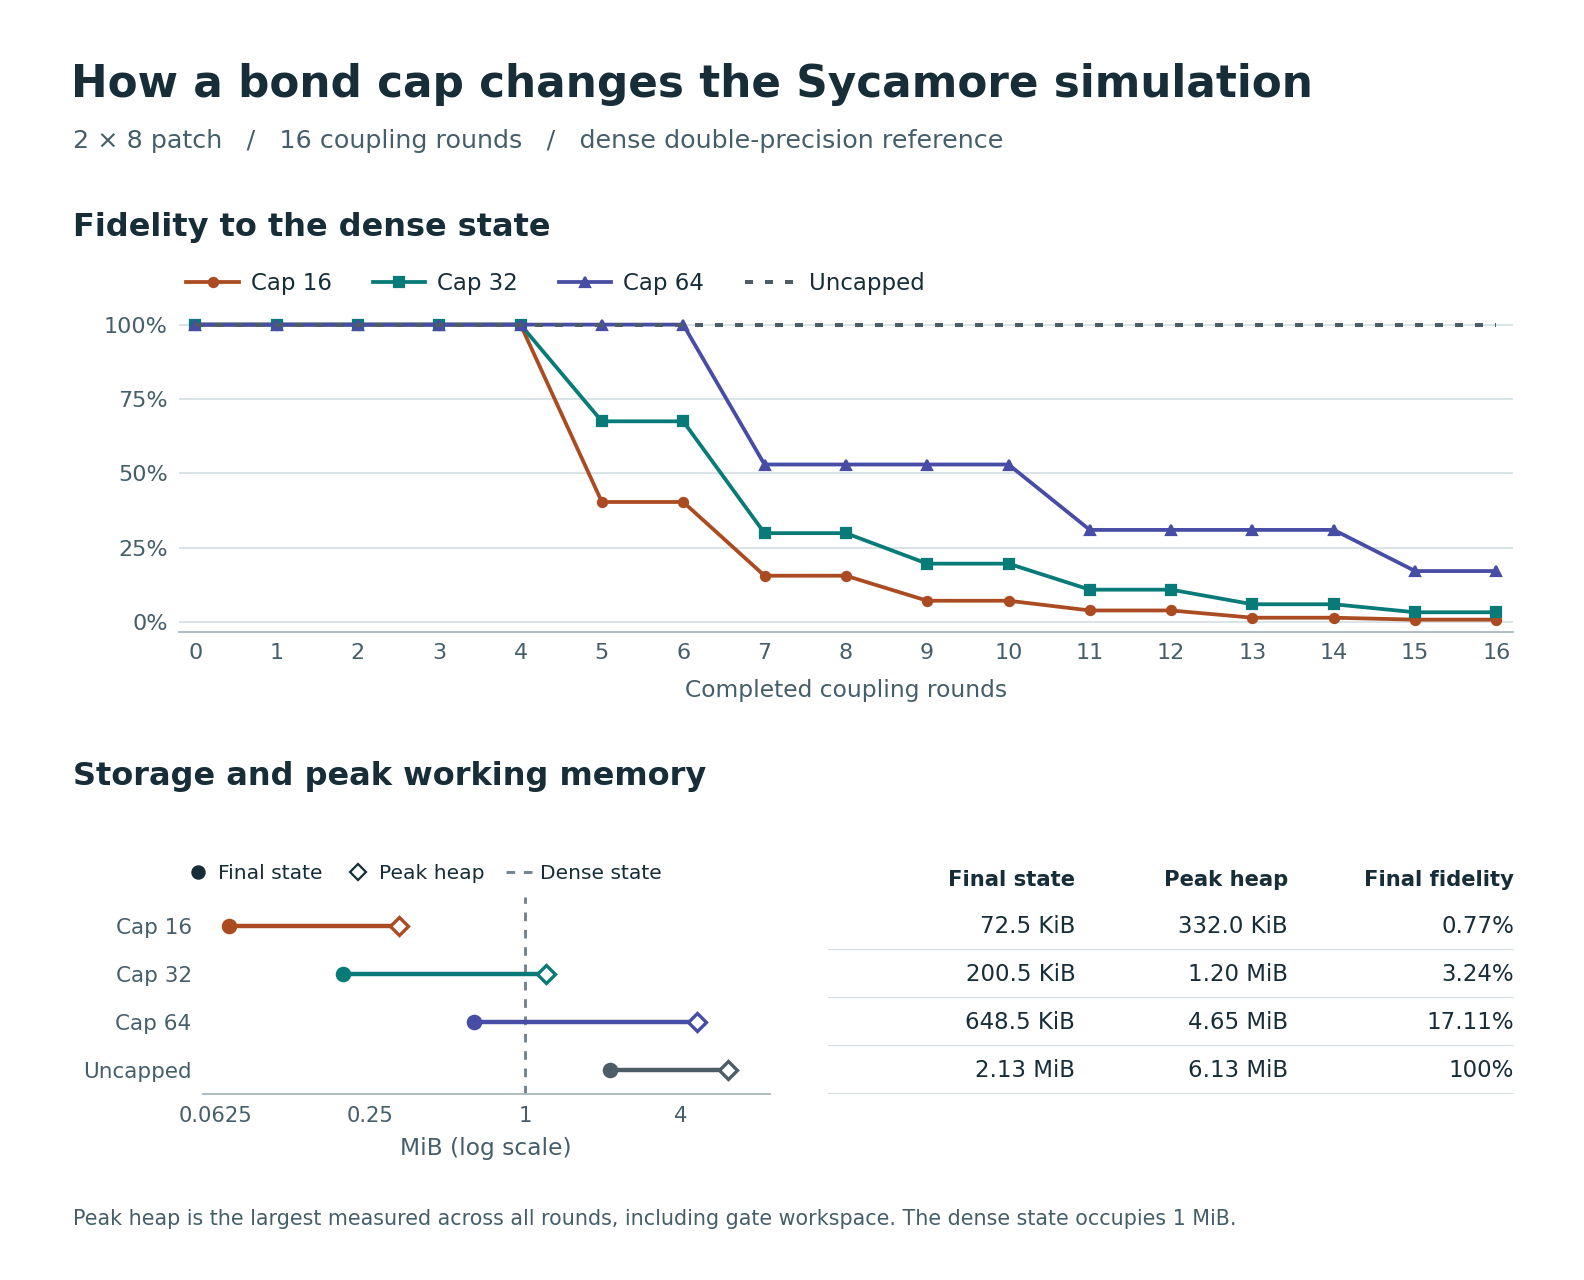 How a bond cap changes the Sycamore simulation
2 × 8 patch / 16 coupling rounds / dense double-precision reference
Fidelity to the dense state
Cap 16 Cap 32 Cap 64 Uncapped
100%
75%
50%
25%
0%
0 1 2 3 4 5 6 7 8 9 10 11 12 13 14 15 16
Completed coupling rounds
Storage and peak working memory
Final state Peak heap Dense state
Cap 16
Cap 32
Cap 64
Uncapped
0.0625 0.25 1 4
MiB (log scale)
Final state Peak heap Final fidelity
72.5 KiB 332.0 KiB 0.77%
200.5 KiB 1.20 MiB 3.24%
648.5 KiB 4.65 MiB 17.11%
2.13 MiB 6.13 MiB 100%
Peak heap is the largest measured across all rounds, including gate workspace. The dense state occupies 1 MiB.